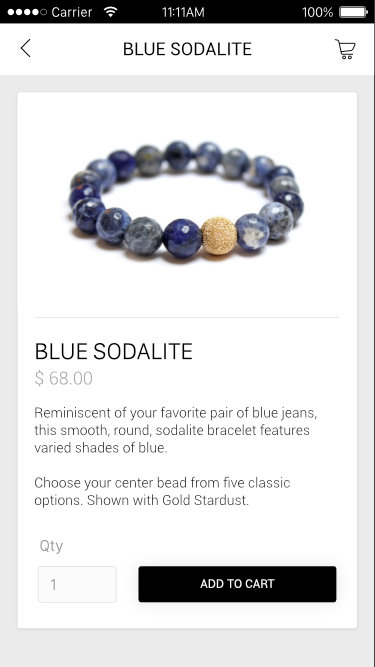 Carrier 11:11AM 100%
BLUE SODALITE
BLUE SODALITE
$ 68.00
Reminiscent of your favorite pair of blue jeans,
this smooth, round, sodalite bracelet features
varied shades of blue.
Choose your center bead from five classic
options. Shown with Gold Stardust.
Qty
1 ADD TO CART